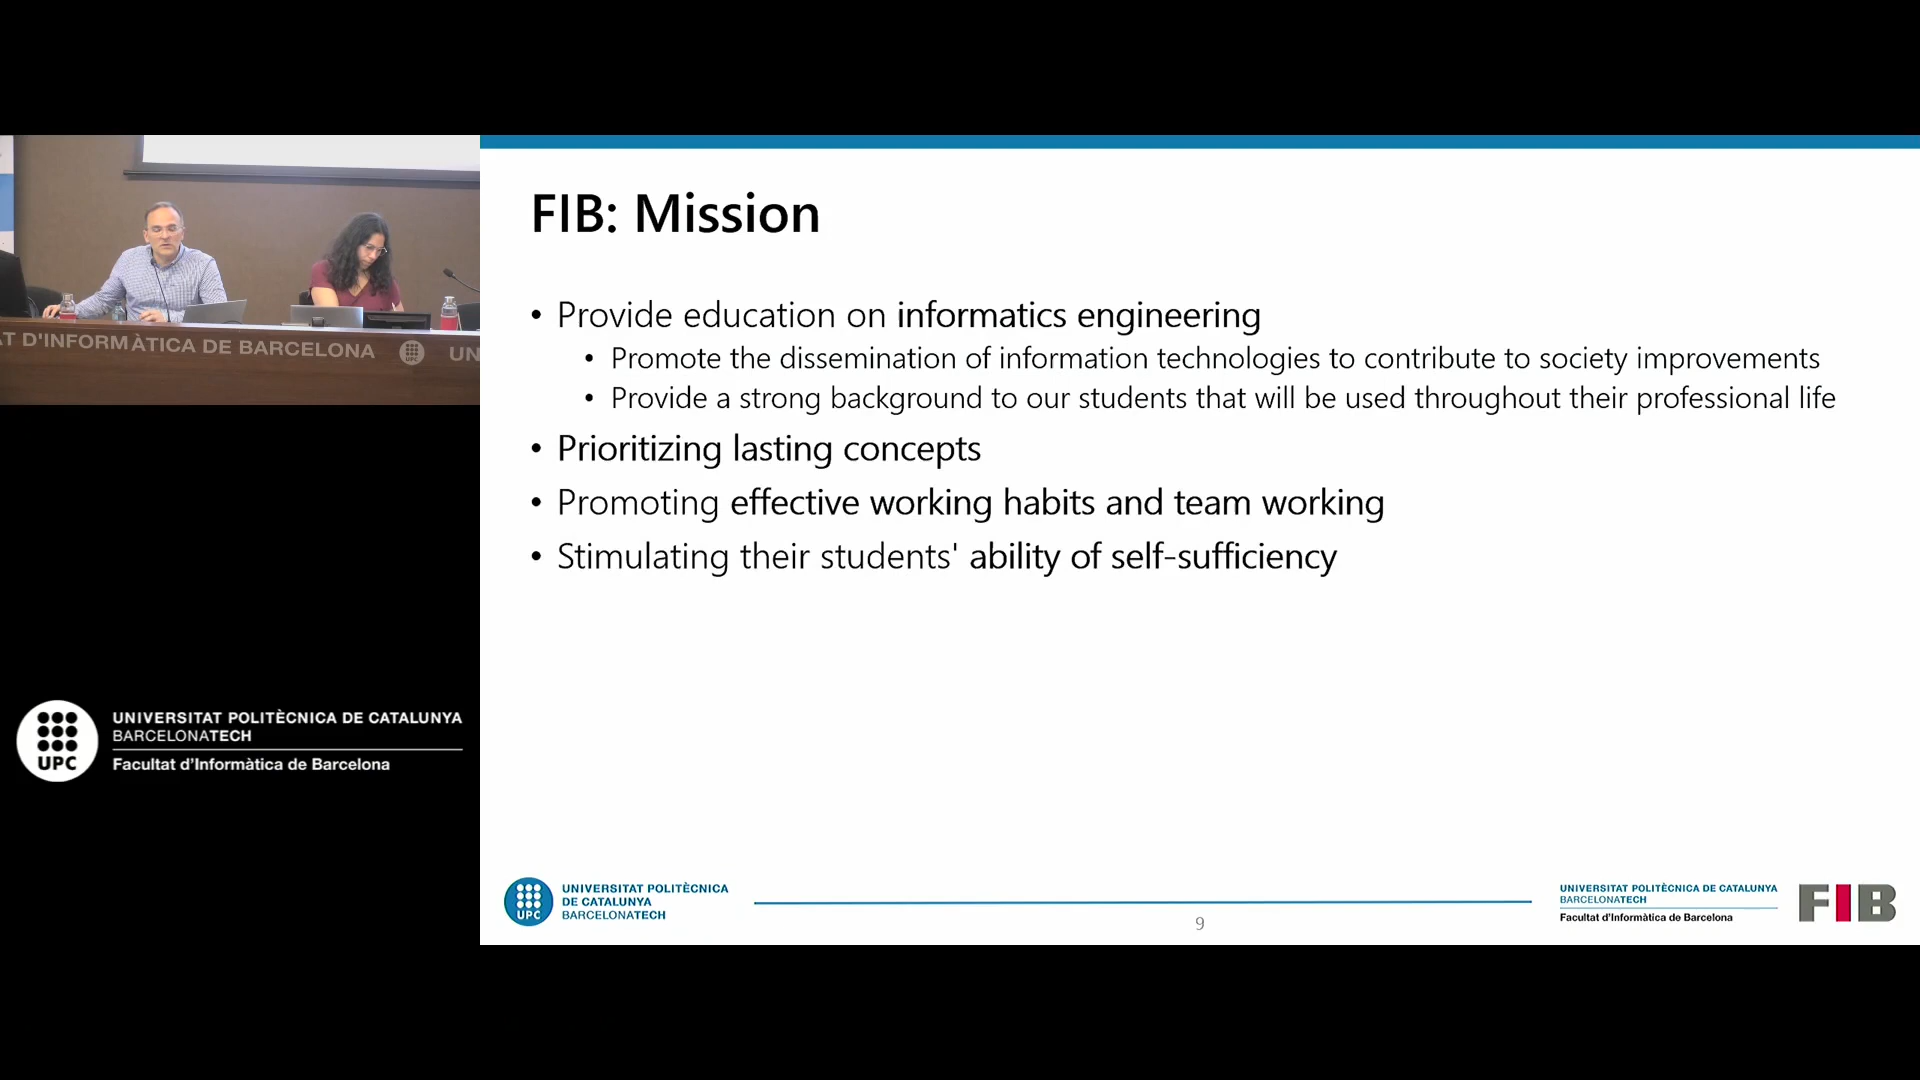 T D'INFORMÀTICA DE BARCELONA
UPC
UN
UPC
UNIVERSITAT POLITÈCNICA DE CATALUNYA
BARCELONATECH
Facultat d'Informàtica de Barcelona
FIB: Mission
• Provide education on informatics engineering
• Promote the dissemination of information technologies to contribute to society improvements
• Provide a strong background to our students that will be used throughout their professional life
• Prioritizing lasting concepts
• Promoting effective working habits and team working
• Stimulating their students' ability of self-sufficiency
UPC
UNIVERSITAT POLITÈCNICA
DE CATALUNYA
BARCELONATECH
9
UNIVERSITAT POLITÈCNICA DE CATALUNYA
BARCELONATECH
Facultat d'Informàtica de Barcelona
FIB